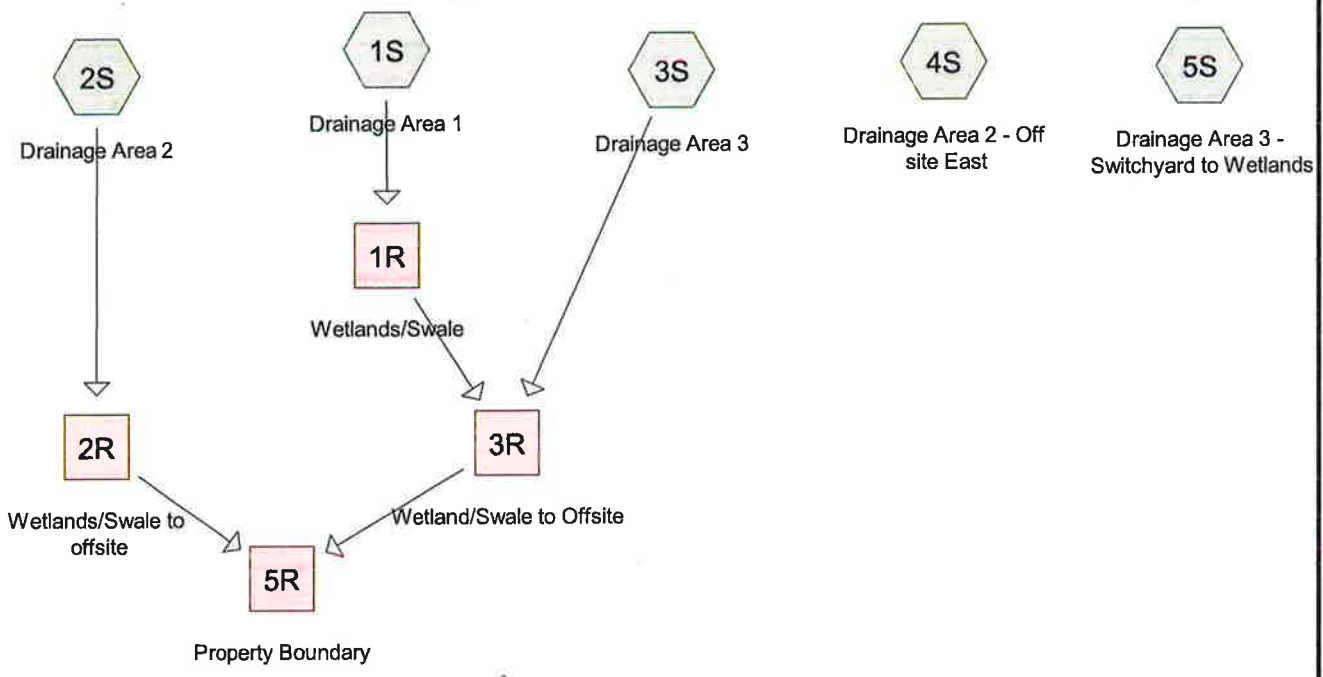 2S
1S
3S
4S
5S
Drainage Area 2
Drainage Area 1
Drainage Area 3
Drainage Area 2 - Off
site East
Drainage Area 3 -
Switchyard to Wetlands
1R
Wetlands/Swale
2R
3R
Wetlands/Swale to
offsite
Wetland/Swale to Offsite
5R
Property Boundary